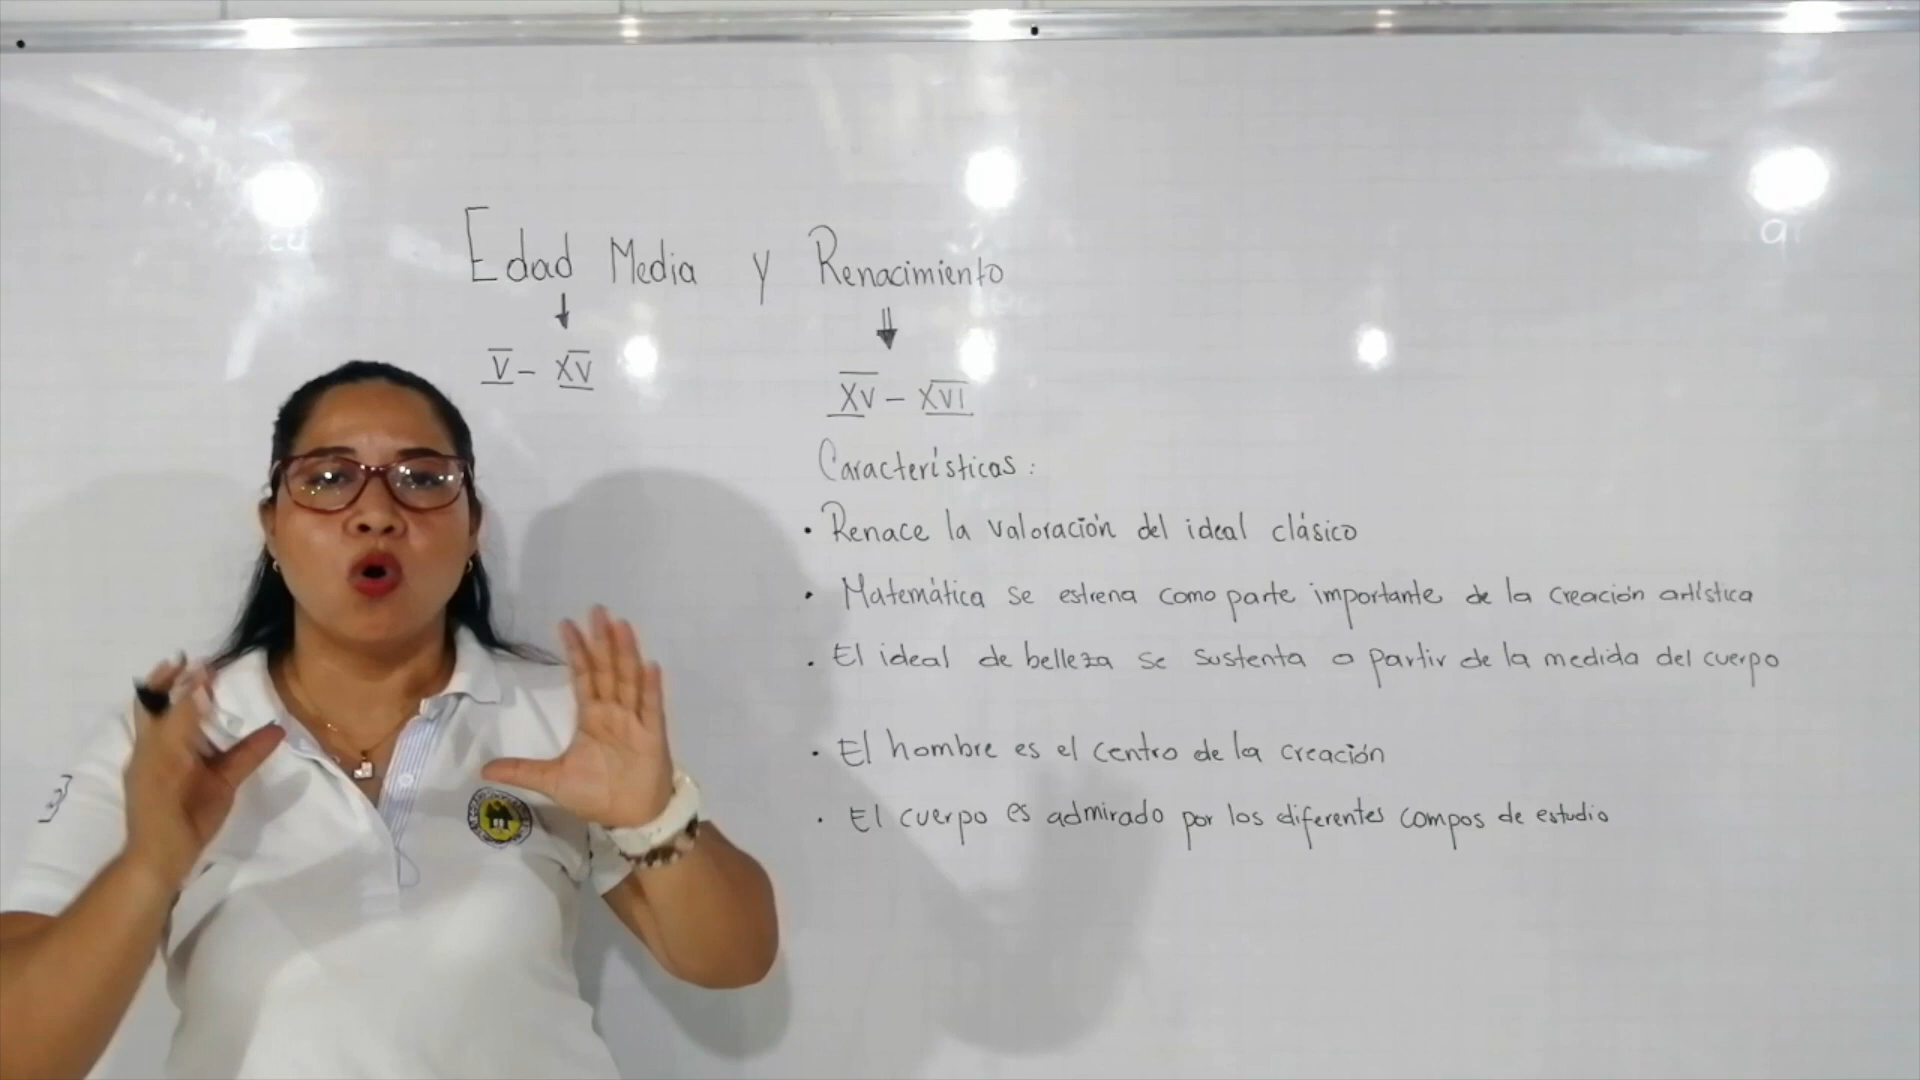 Edad Media y Renacimiento
V - XV
XV - XVI
Características:
• Renace la valoración del ideal clásico
• Matemática se estrena como parte importante de la creación artística
• El ideal de belleza se sustenta a partir de la medida del cuerpo
• El hombre es el centro de la creación
• El cuerpo es admirado por los diferentes campos de estudio